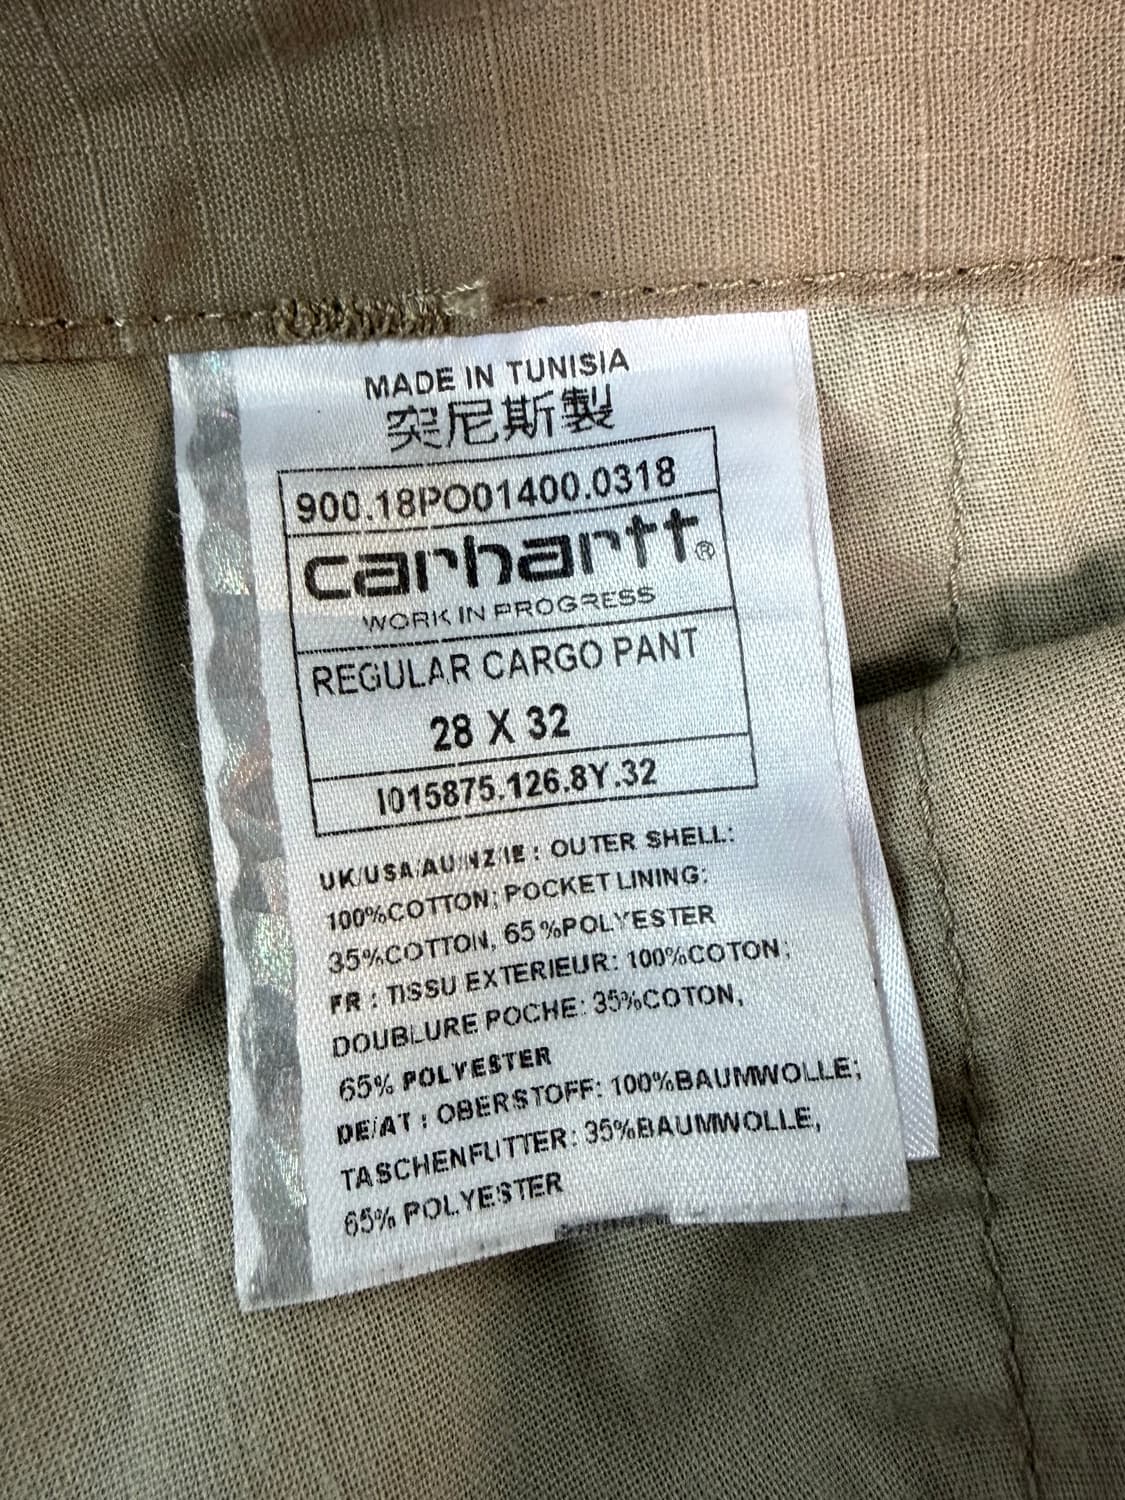 MADE IN TUNISIA
突尼斯製
900.18PO01400.0318
carhartt®
WORK IN PROGRESS
REGULAR CARGO PANT
28 X 32
I015875.126.8Y.32
UK/USA/AU/NZ/IE : OUTER SHELL:
100%COTTON; POCKET LINING:
35%COTTON, 65%POLYESTER
FR : TISSU EXTERIEUR: 100%COTON;
DOUBLURE POCHE: 35%COTON,
65% POLYESTER
DE/AT : OBERSTOFF: 100%BAUMWOLLE;
TASCHENFUTTER: 35%BAUMWOLLE,
65% POLYESTER